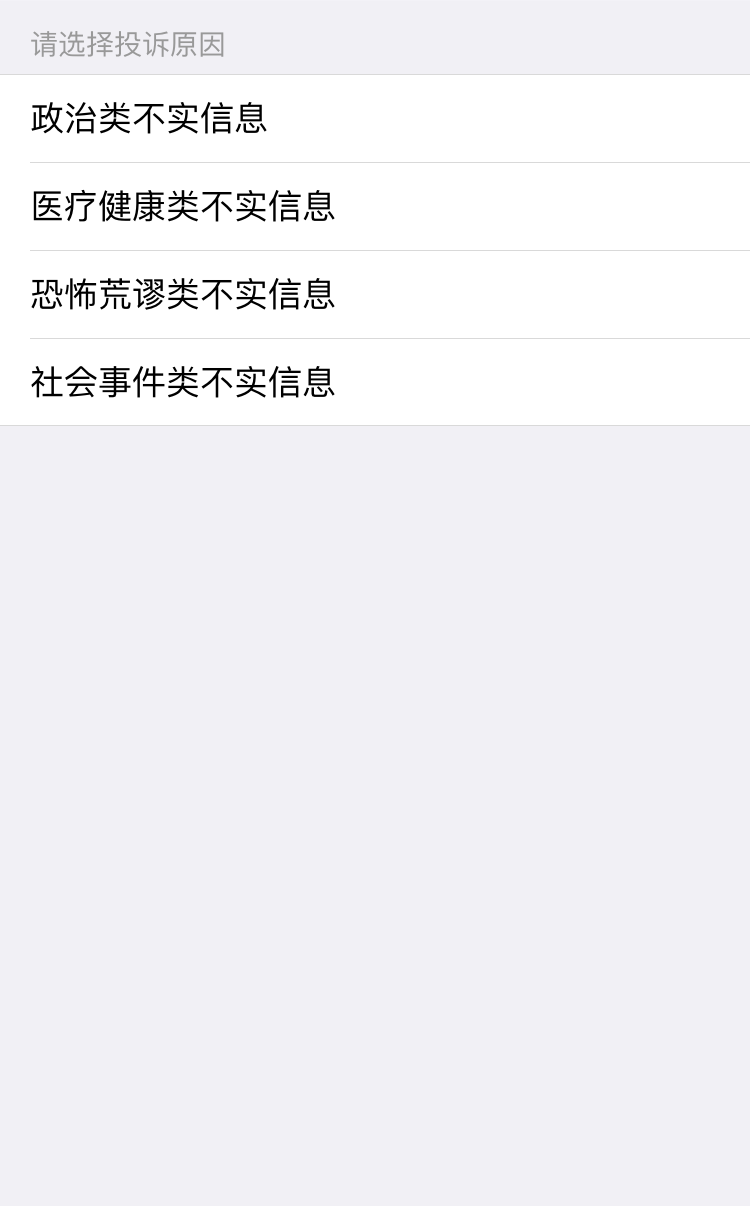 请选择投诉原因
政治类不实信息
医疗健康类不实信息
恐怖荒谬类不实信息
社会事件类不实信息